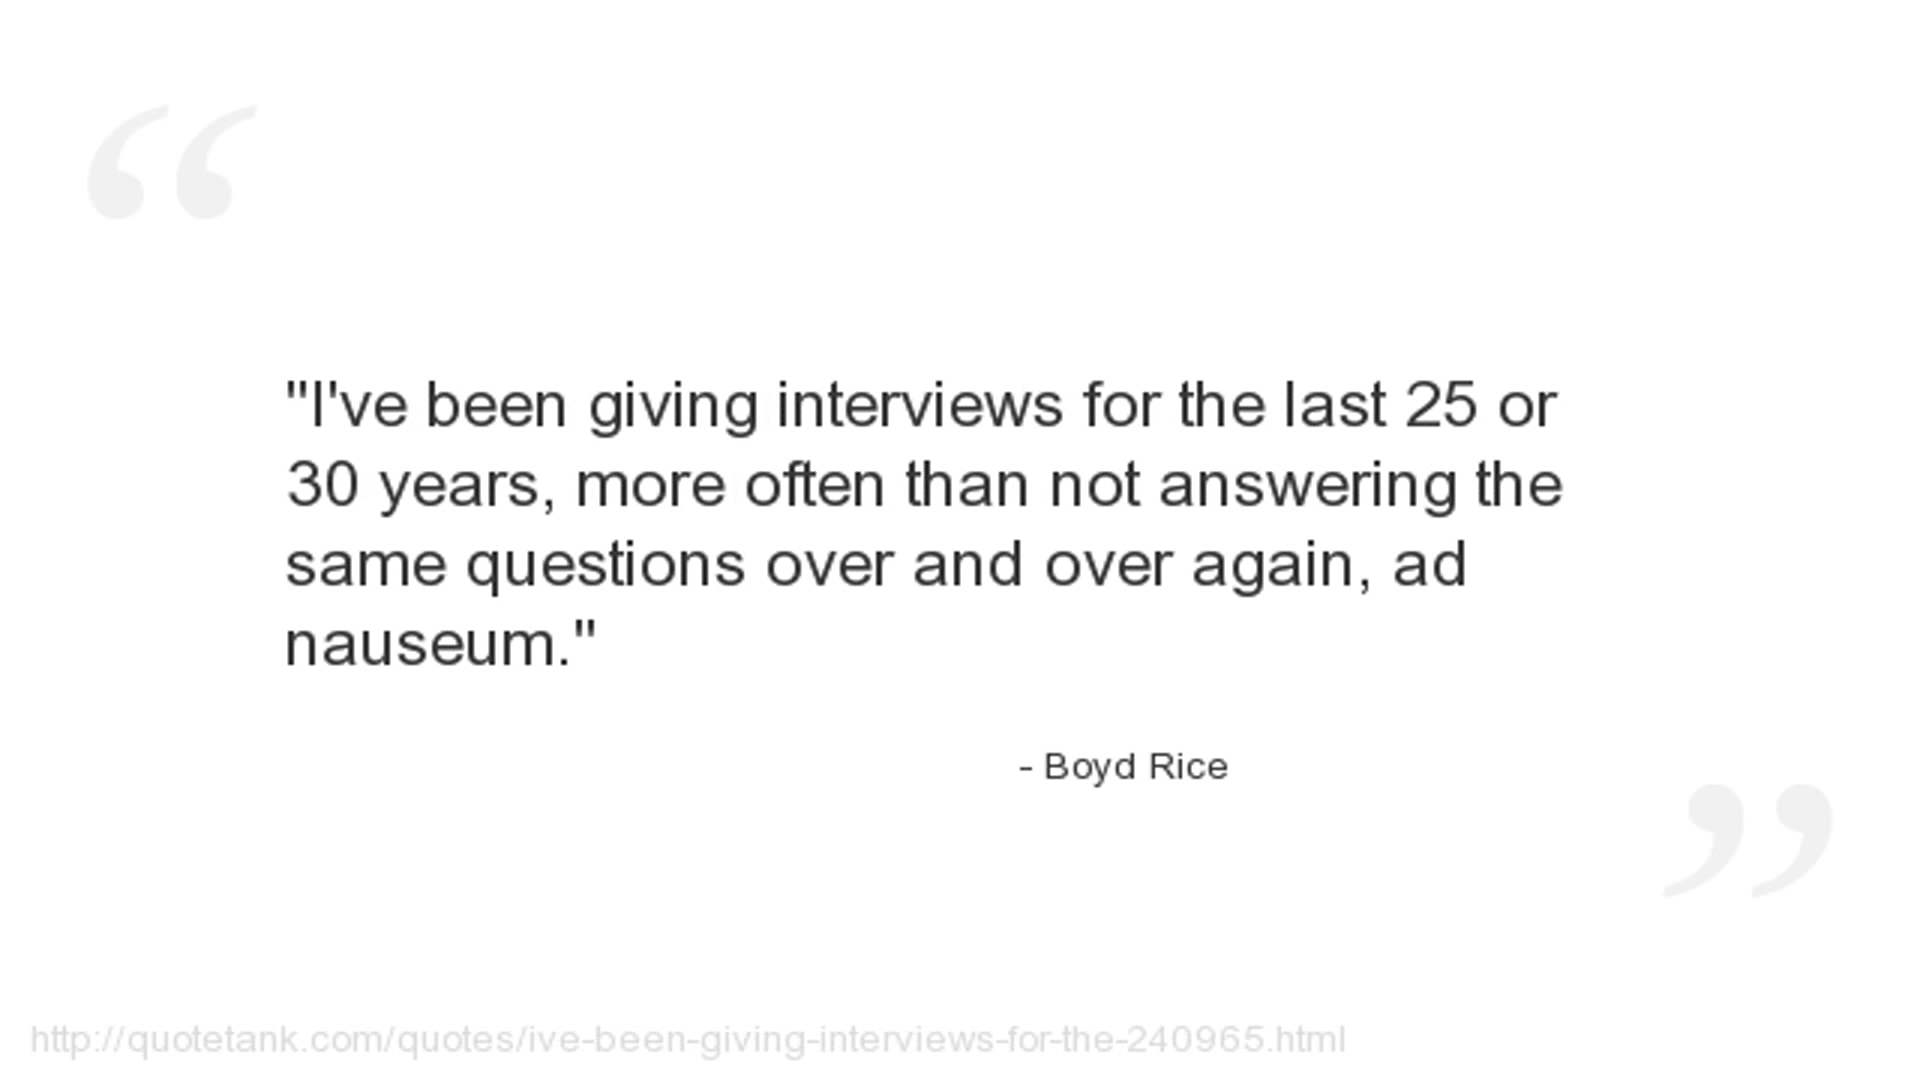 "I've been giving interviews for the last 25 or
30 years, more often than not answering the
same questions over and over again, ad
nauseum."
- Boyd Rice
http://quotetank.com/quotes/ive-been-giving-interviews-for-the-240965.html